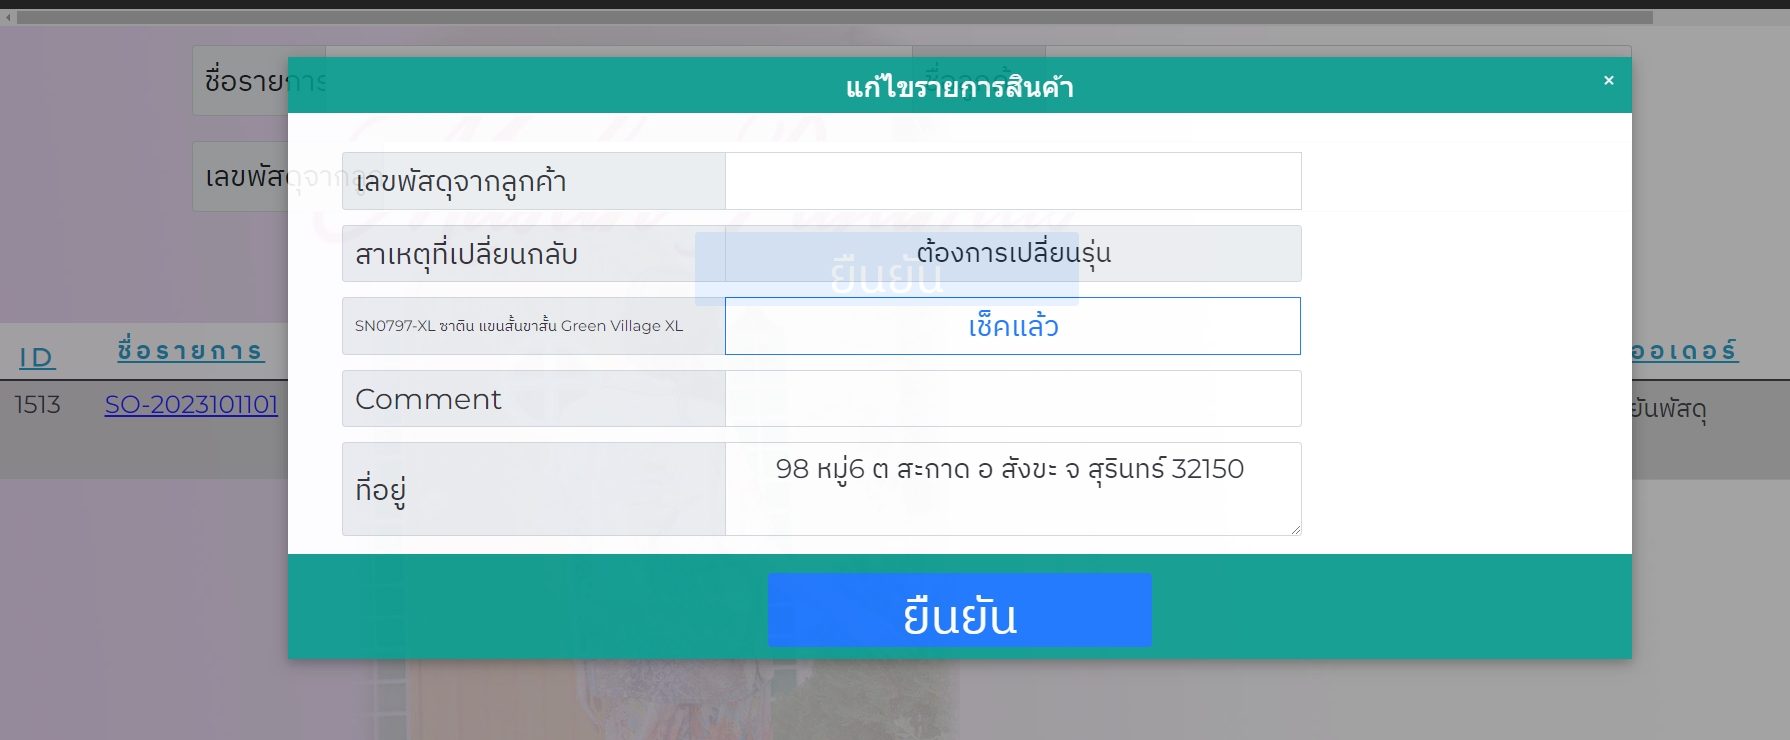 แก้ไขรายการสินค้า
×
ชื่อรายการ
เลขพัสดุจากลูก
เลขพัสดุจากลูกค้า
สาเหตุที่เปลี่ยนกลับ ต้องการเปลี่ยนรุ่น
ยืนยัน
SN0797-XL ซาติน แขนสั้นขาสั้น Green Village XL เช็คแล้ว
ID ชื่อรายการ ออเดอร์
1513 SO-2023101101 ยันพัสดุ
Comment
ที่อยู่ 98 หมู่6 ต สะกาด อ สังขะ จ สุรินทร์ 32150
ยืนยัน